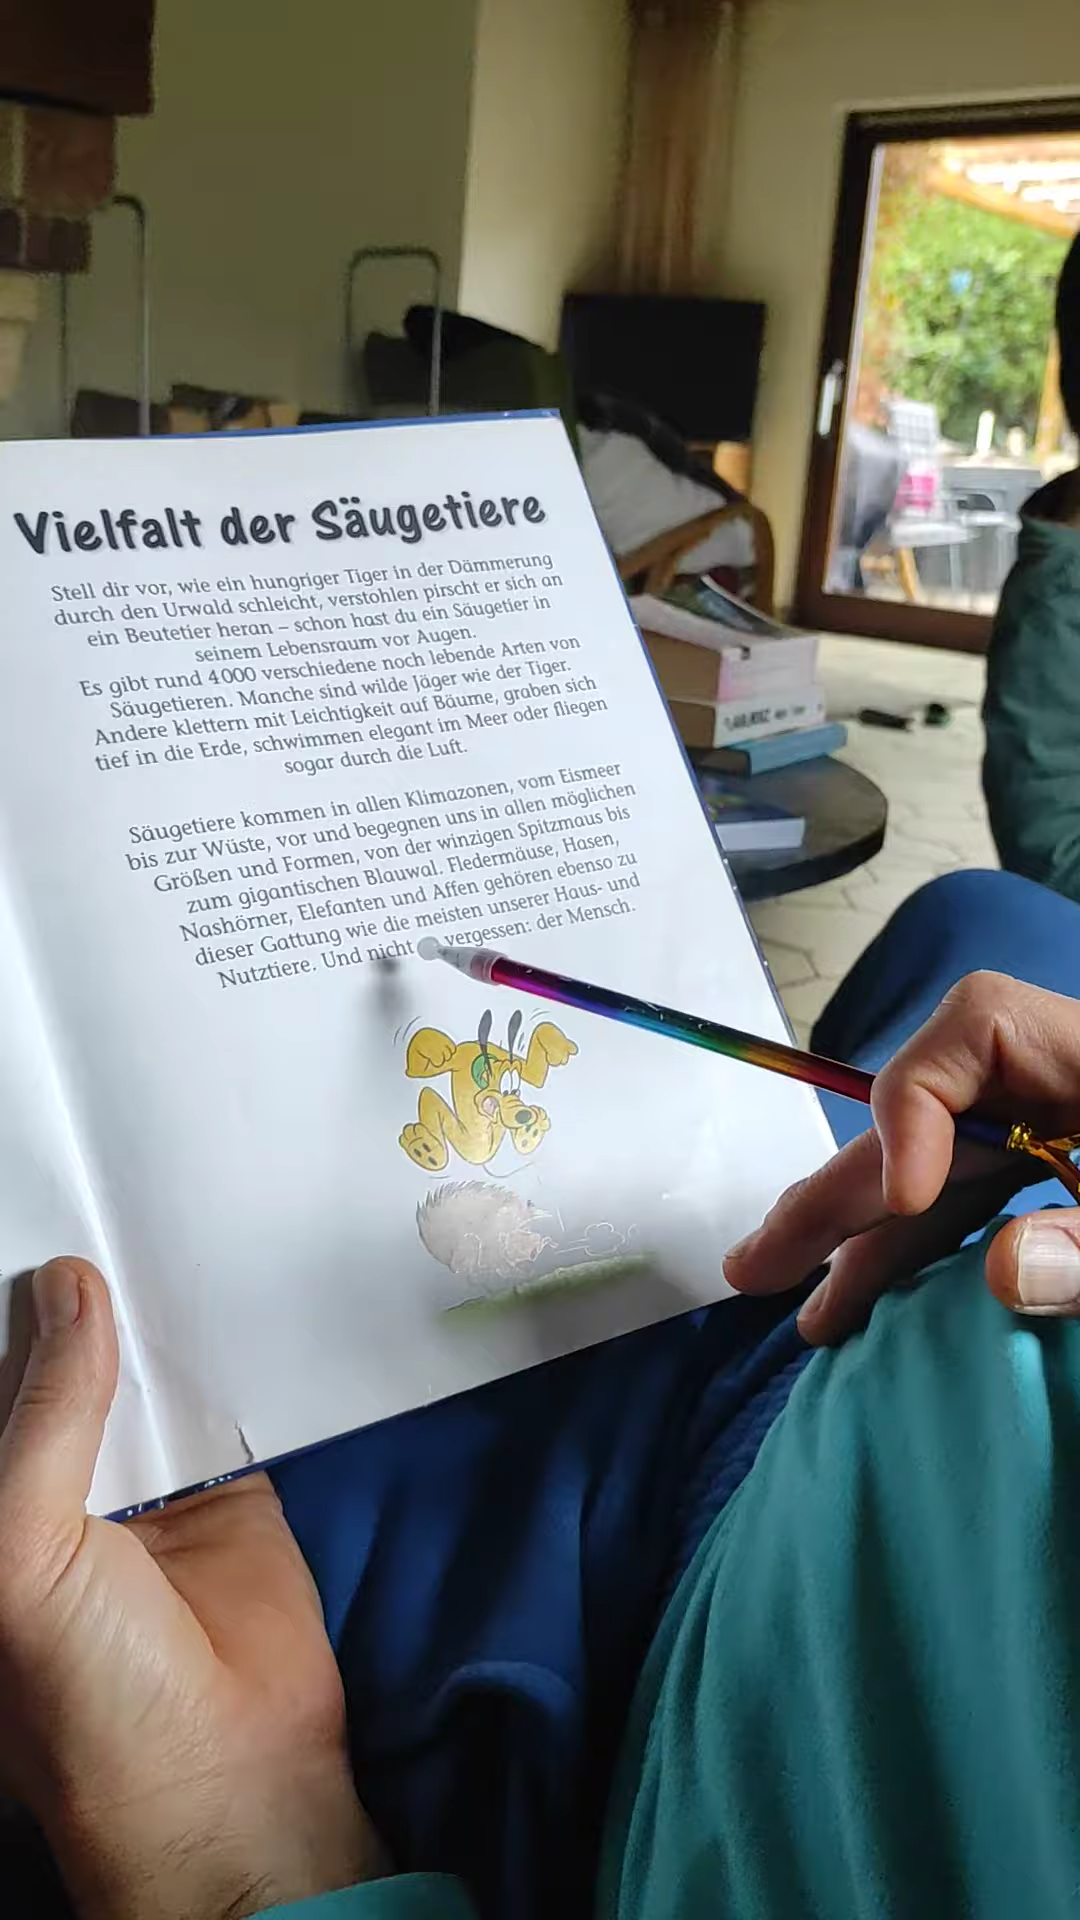 Vielfalt der Säugetiere
Stell dir vor, wie ein hungriger Tiger in der Dämmerung
durch den Urwald schleicht, verstohlen pirscht er sich an
ein Beutetier heran – schon hast du ein Säugetier in
seinem Lebensraum vor Augen.
Es gibt rund 4000 verschiedene noch lebende Arten von
Säugetieren. Manche sind wilde Jäger wie der Tiger.
Andere klettern mit Leichtigkeit auf Bäume, graben sich
tief in die Erde, schwimmen elegant im Meer oder fliegen
sogar durch die Luft.
Säugetiere kommen in allen Klimazonen, vom Eismeer
bis zur Wüste, vor und begegnen uns in allen möglichen
Größen und Formen, von der winzigen Spitzmaus bis
zum gigantischen Blauwal. Fledermäuse, Hasen,
Nashörner, Elefanten und Affen gehören ebenso zu
dieser Gattung wie die meisten unserer Haus- und
Nutztiere. Und nicht vergessen: der Mensch.